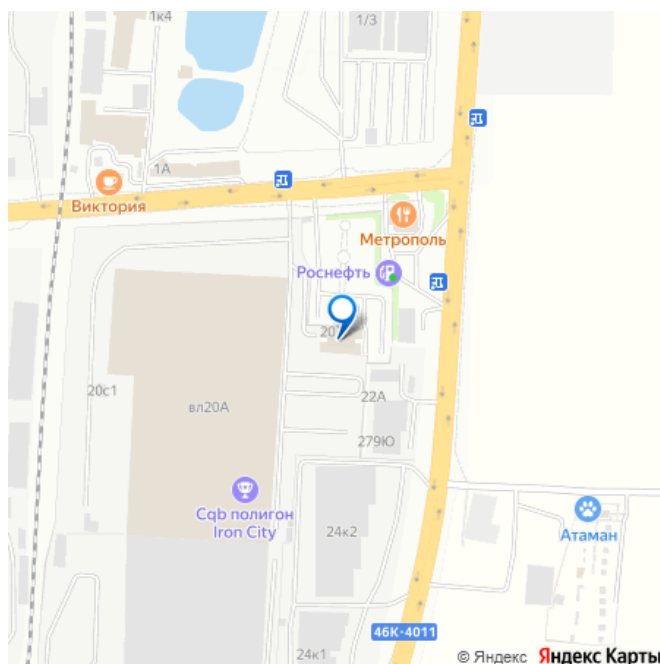 1к4
1/3
1А
Виктория
Метрополь
Роснефть
20с1
22А
вл20А
279Ю
Cqb полигон
Iron City
24к2
Атаман
46К-4011
24к1
© Яндекс Яндекс Карты